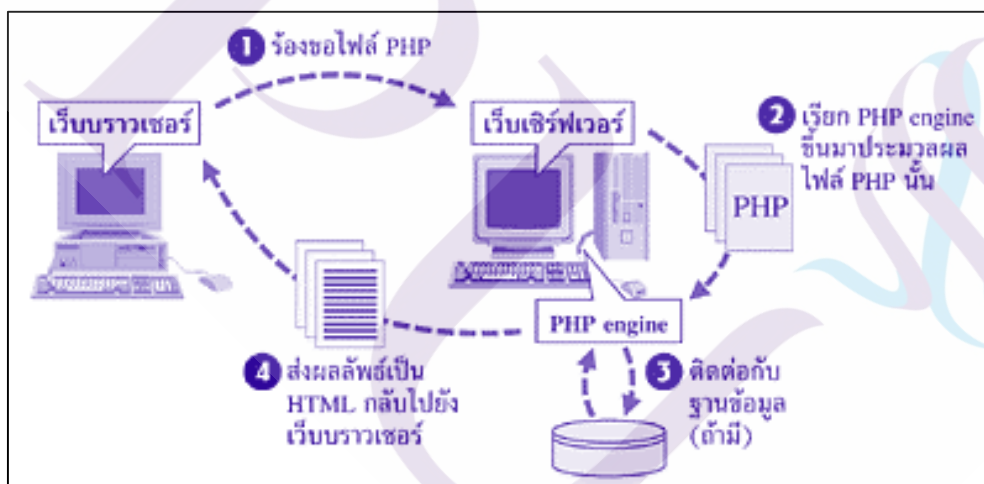 1 ร้องขอไฟล์ PHP
เว็บบราวเซอร์
เว็บเซิร์ฟเวอร์
2 เรียก PHP engine
ขึ้นมาประมวลผล
ไฟล์ PHP นั้น
PHP
PHP engine
3 ติดต่อกับ
ฐานข้อมูล
(ถ้ามี)
4 ส่งผลลัพธ์เป็น
HTML กลับไปยัง
เว็บบราวเซอร์